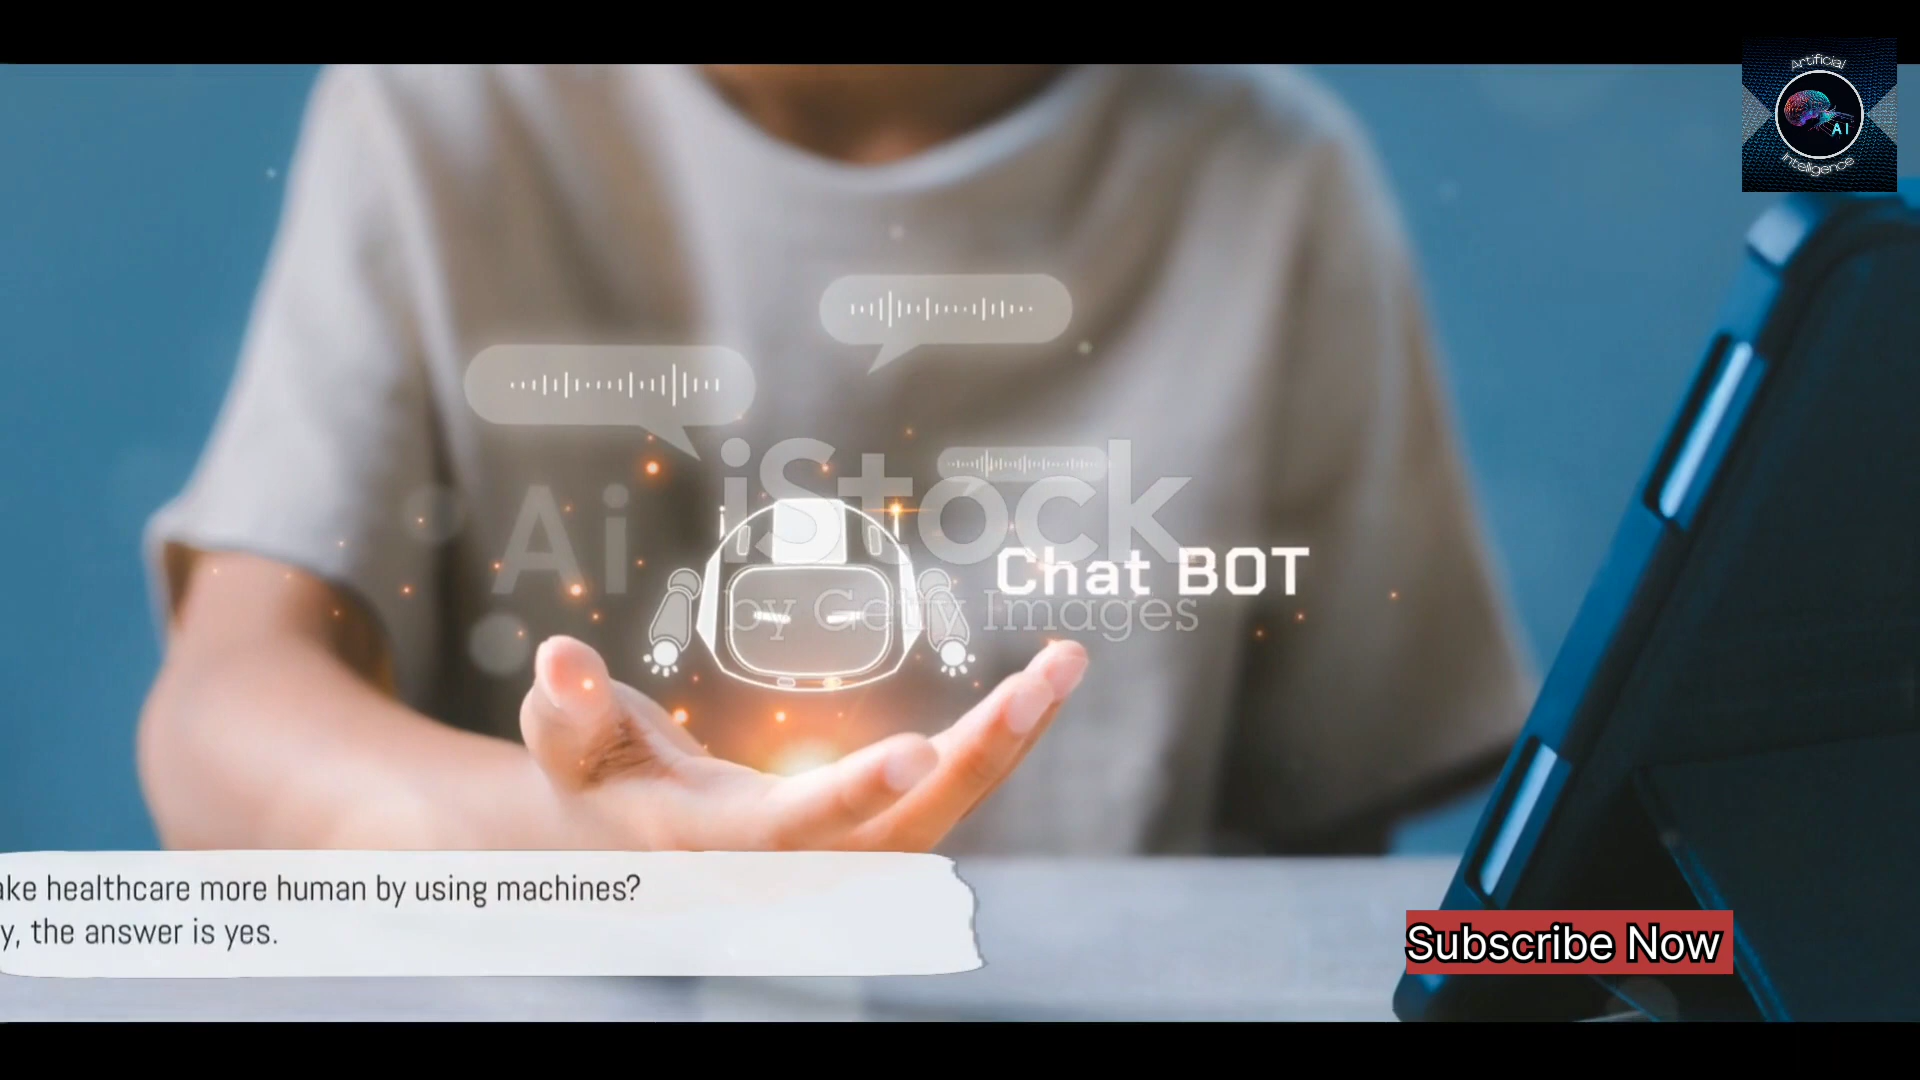 Artificial
AI
Intelligence
Ai
iStock
Chat BOT
by Getty Images
ake healthcare more human by using machines?
y, the answer is yes.
Subscribe Now